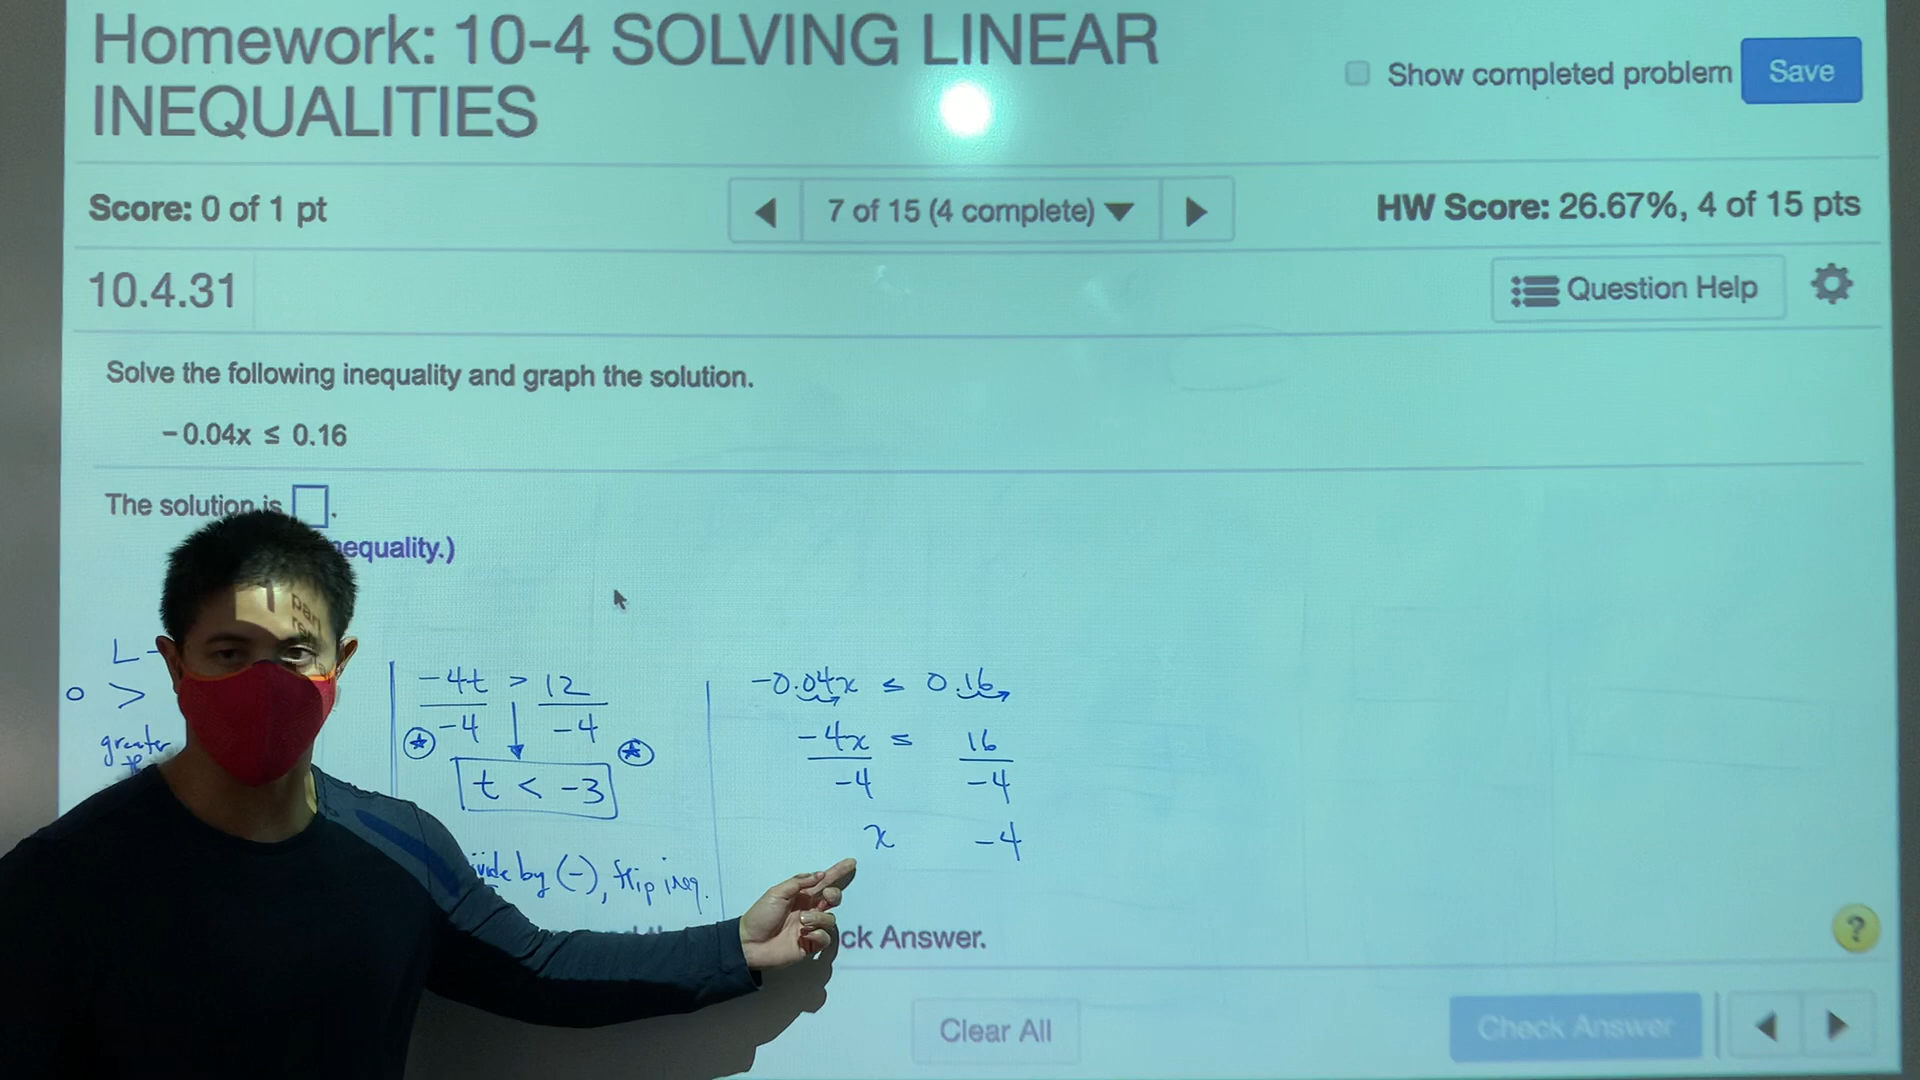 Homework: 10-4 SOLVING LINEAR
INEQUALITIES
Show completed problem
Save
Score: 0 of 1 pt
7 of 15 (4 complete)
HW Score: 26.67%, 4 of 15 pts
10.4.31
Question Help
Solve the following inequality and graph the solution.
-0.04x ≤ 0.16
The solution is .
equality.)
L -
0 >
greater
-4t > 12
-4 -4
t < -3
by (-), flip ineq.
-0.04x ≤ 0.16
-4x ≤ 16
-4 -4
x -4
ck Answer.
?
Clear All
Check Answer